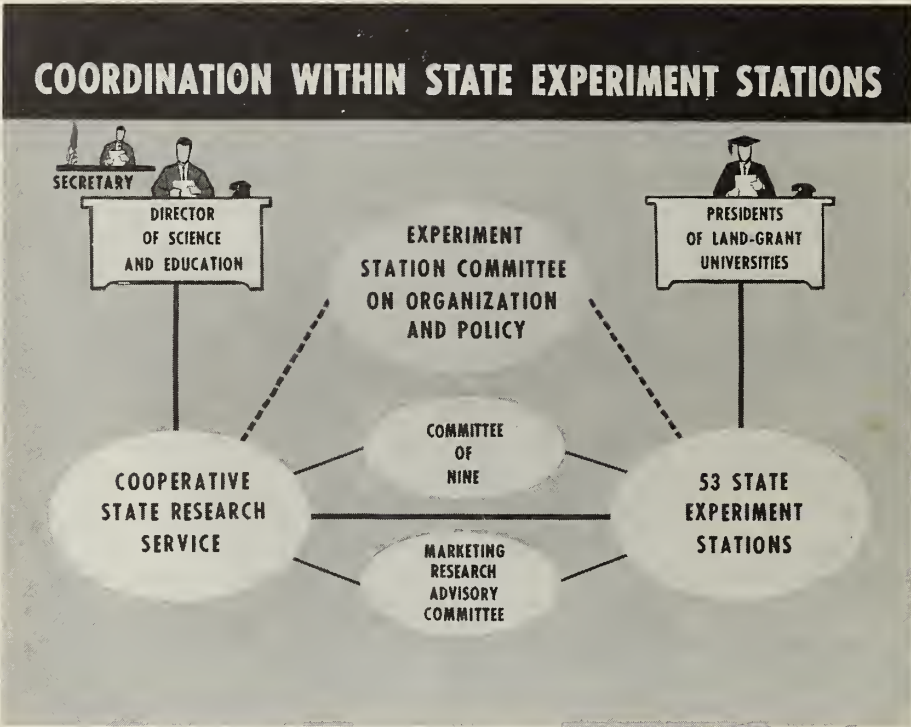 COORDINATION WITHIN STATE EXPERIMENT STATIONS
SECRETARY
DIRECTOR
OF SCIENCE
AND EDUCATION
EXPERIMENT
STATION COMMITTEE
ON ORGANIZATION
AND POLICY
PRESIDENTS
OF LAND-GRANT
UNIVERSITIES
COMMITTEE
OF
NINE
COOPERATIVE
STATE RESEARCH
SERVICE
53 STATE
EXPERIMENT
STATIONS
MARKETING
RESEARCH
ADVISORY
COMMITTEE